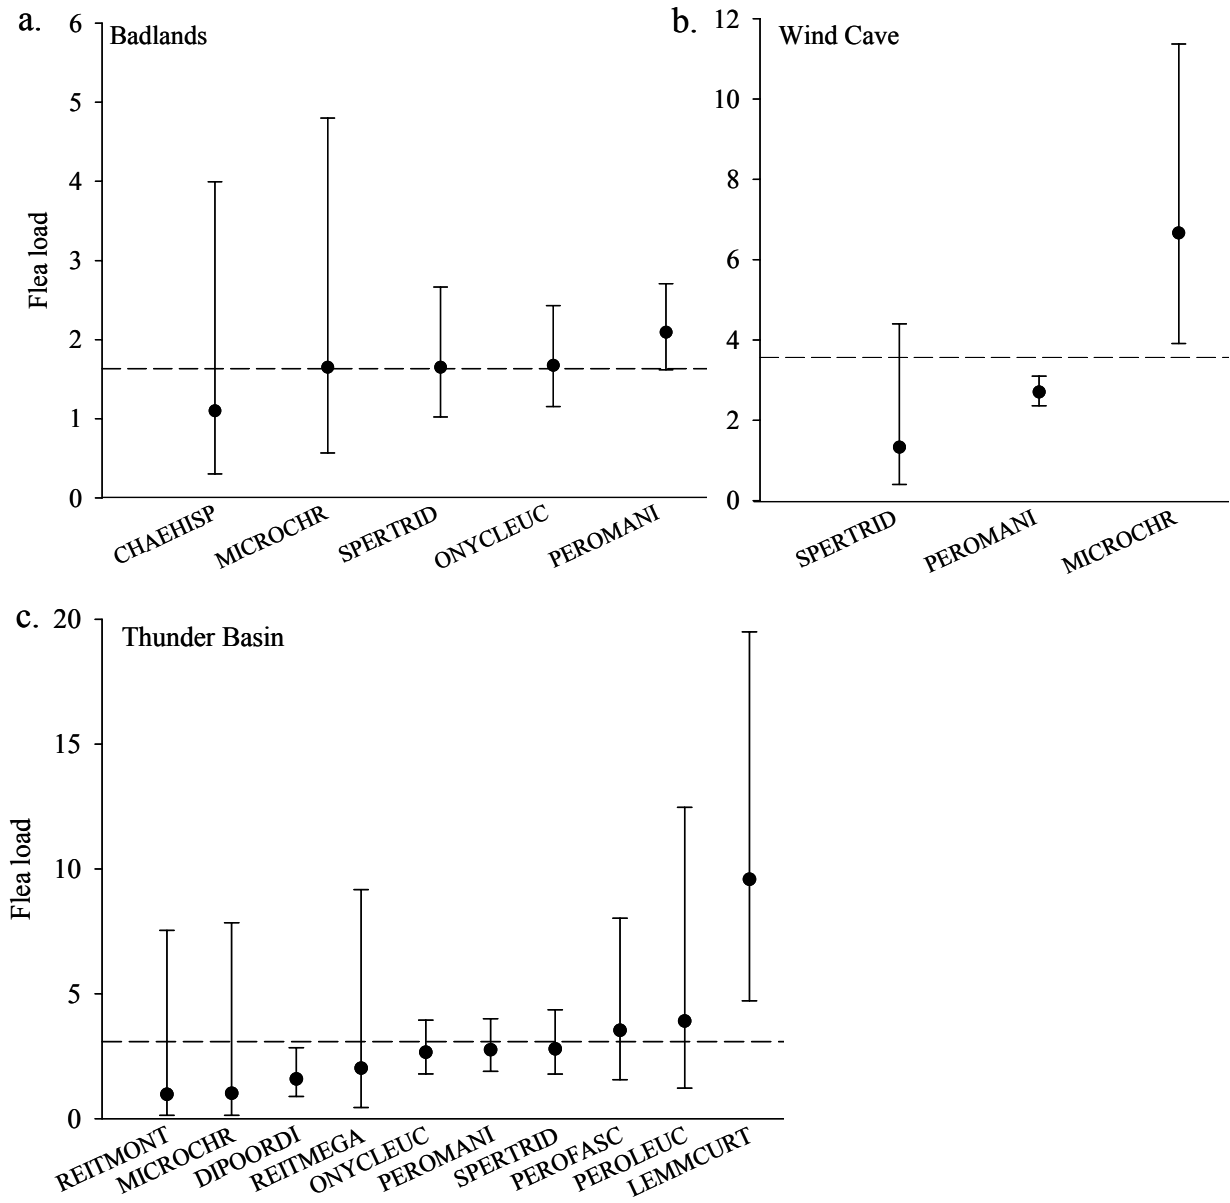 a.
Badlands
6
5
4
3
2
1
0
Flea load
CHAEHISP
MICROCHR
SPERTRID
ONYCLEUC
PEROMANI
b.
Wind Cave
12
10
8
6
4
2
0
SPERTRID
PEROMANI
MICROCHR
c.
Thunder Basin
20
15
10
5
0
Flea load
REITMONT
MICROCHR
DIPOORDI
REITMEGA
ONYCLEUC
PEROMANI
SPERTRID
PEROFASC
PEROLEUC
LEMMCURT